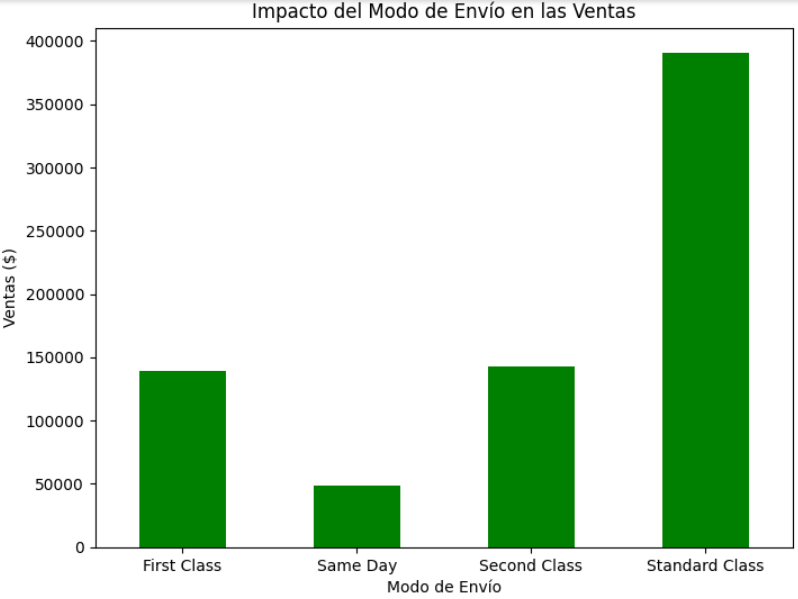 Impacto del Modo de Envío en las Ventas
400000
350000
300000
250000
200000
150000
100000
50000
0
Ventas ($)
First Class
Same Day
Second Class
Standard Class
Modo de Envío